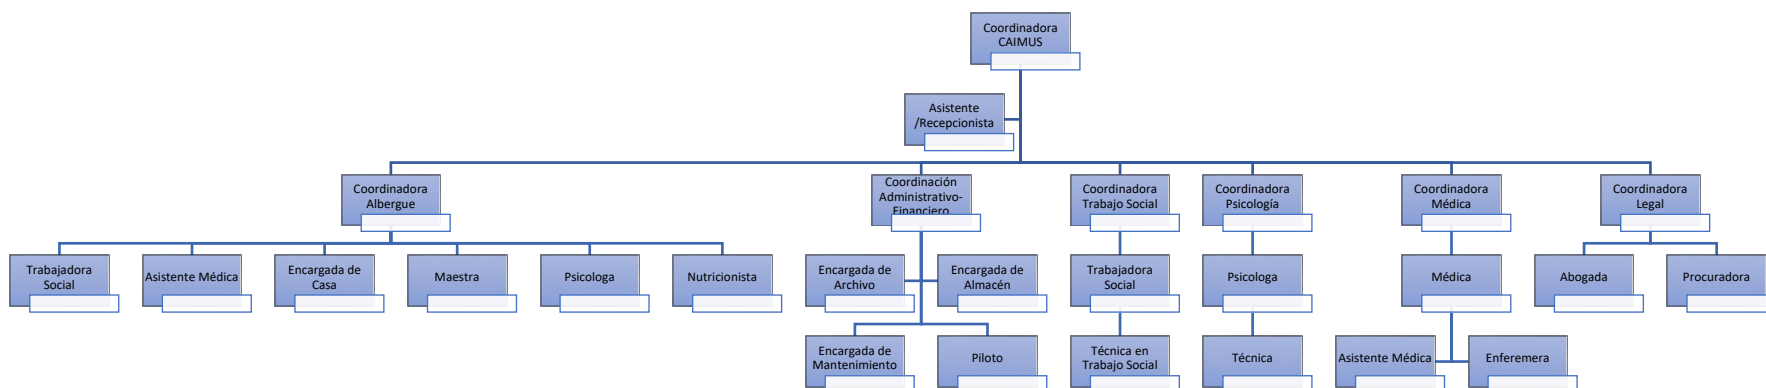 Coordinadora
CAIMUS
Asistente
/Recepcionista
Coordinadora
Albergue
Coordinación
Administrativo-
Financiero
Coordinadora
Trabajo Social
Coordinadora
Psicología
Coordinadora
Médica
Coordinadora
Legal
Trabajadora
Social
Asistente Médica
Encargada de
Casa
Maestra
Psicologa
Nutricionista
Encargada de
Archivo
Encargada de
Almacén
Trabajadora
Social
Psicologa
Médica
Abogada
Procuradora
Encargada de
Mantenimiento
Piloto
Técnica en
Trabajo Social
Técnica
Asistente Médica
Enferemera